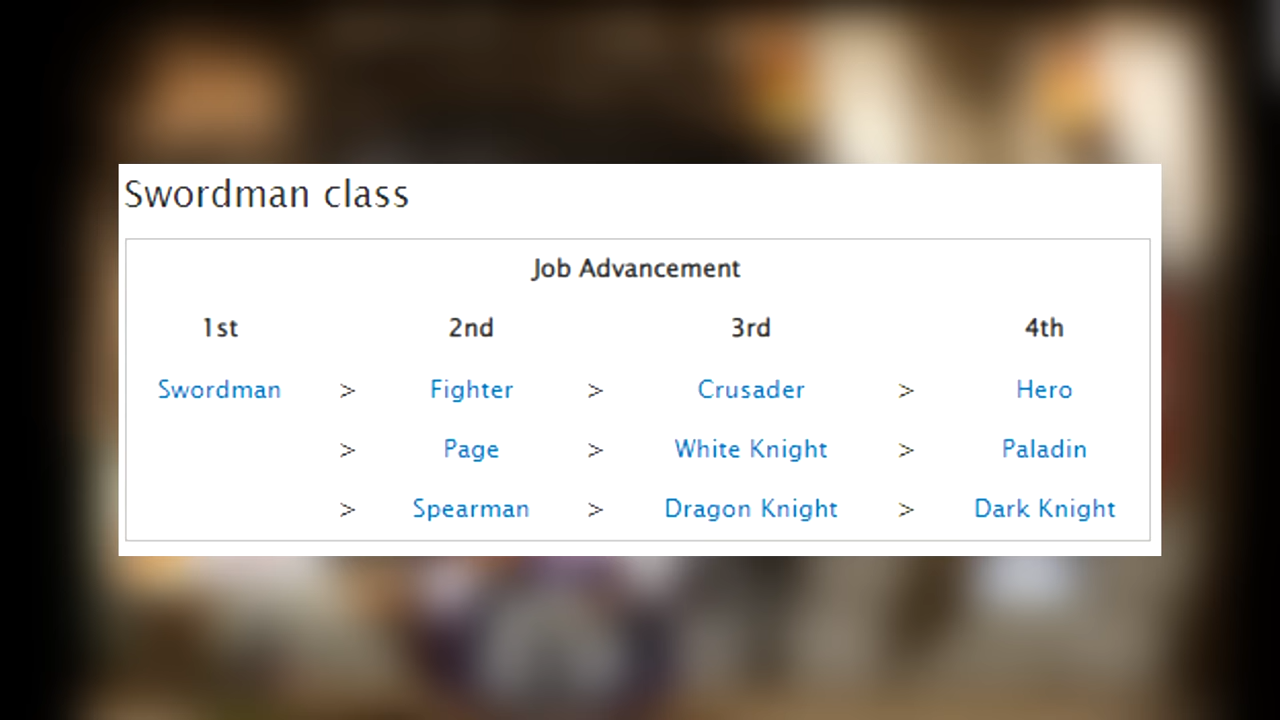 Swordman class
Job Advancement
1st 2nd 3rd 4th
Swordman > Fighter > Crusader > Hero
> Page > White Knight > Paladin
> Spearman > Dragon Knight > Dark Knight